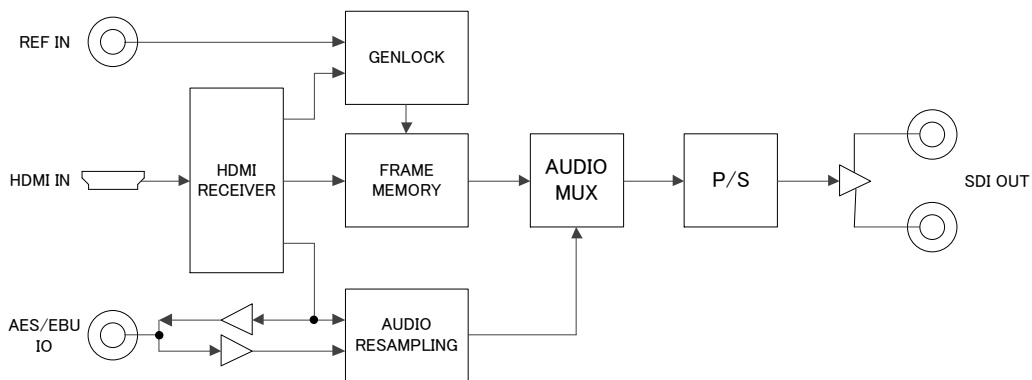 REF IN
GENLOCK
HDMI IN
HDMI
RECEIVER
FRAME
MEMORY
AUDIO
MUX
P/S
SDI OUT
AES/EBU
IO
AUDIO
RESAMPLING